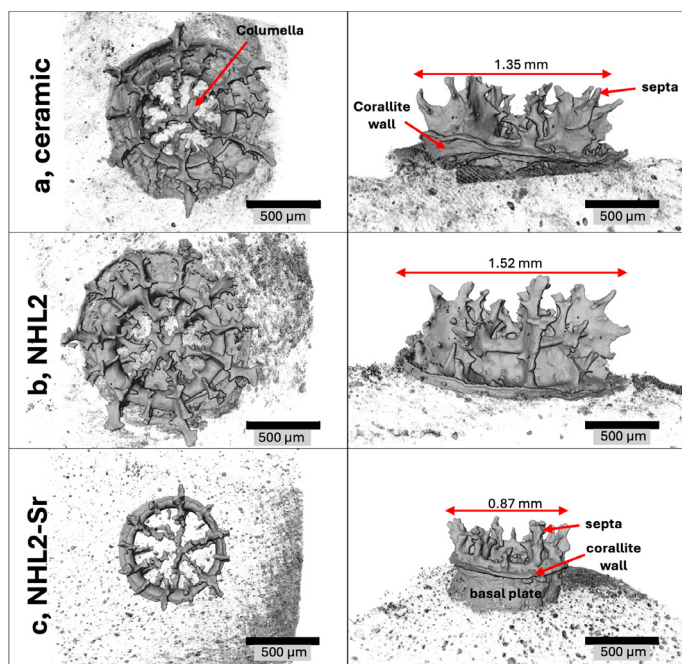 a, ceramic
Columella
500 µm
1.35 mm
septa
Corallite
wall
500 µm
b, NHL2
500 µm
1.52 mm
500 µm
c, NHL2-Sr
500 µm
0.87 mm
septa
corallite
wall
basal plate
500 µm